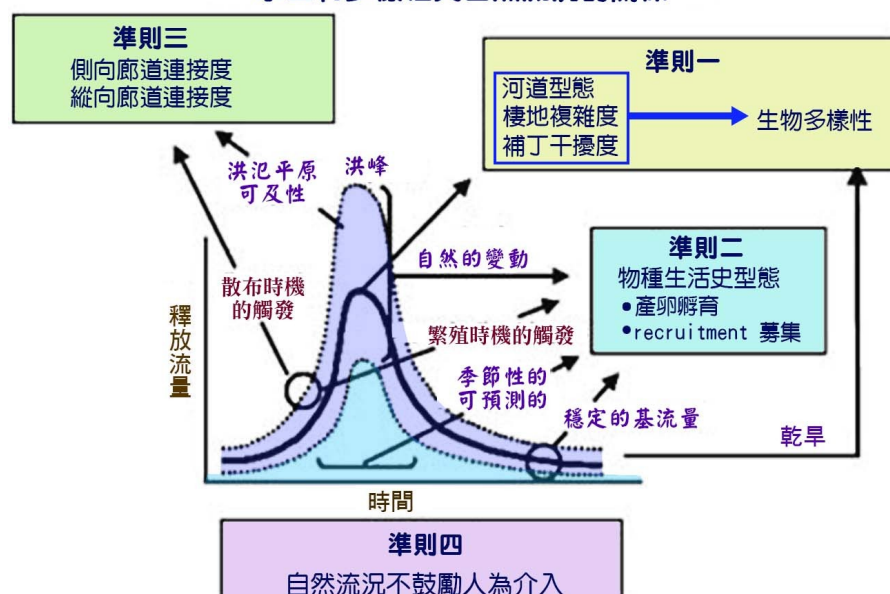 準則三
側向廊道連接度
縱向廊道連接度
準則一
河道型態
棲地複雜度
補丁干擾度
生物多樣性
洪氾平原
可及性
洪峰
自然的變動
準則二
物種生活史型態
•產卵孵育
•recruitment 募集
散布時機
的觸發
繁殖時機的觸發
釋放流量
季節性的
可預測的
穩定的基流量
乾旱
時間
準則四
自然流況不鼓勵人為介入